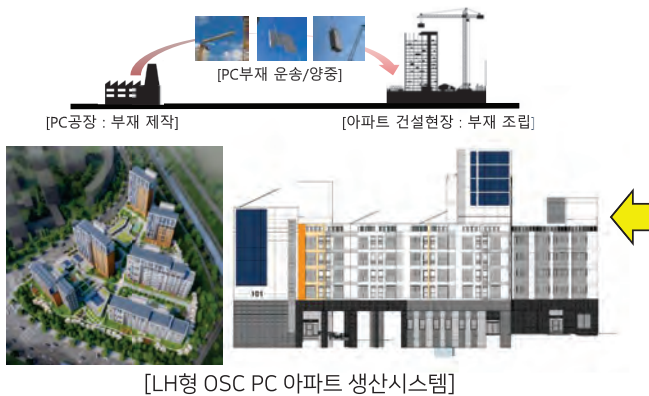 [PC부재 운송/양중]
[PC공장 : 부재 제작]
[아파트 건설현장 : 부재 조립]
101
[LH형 OSC PC 아파트 생산시스템]